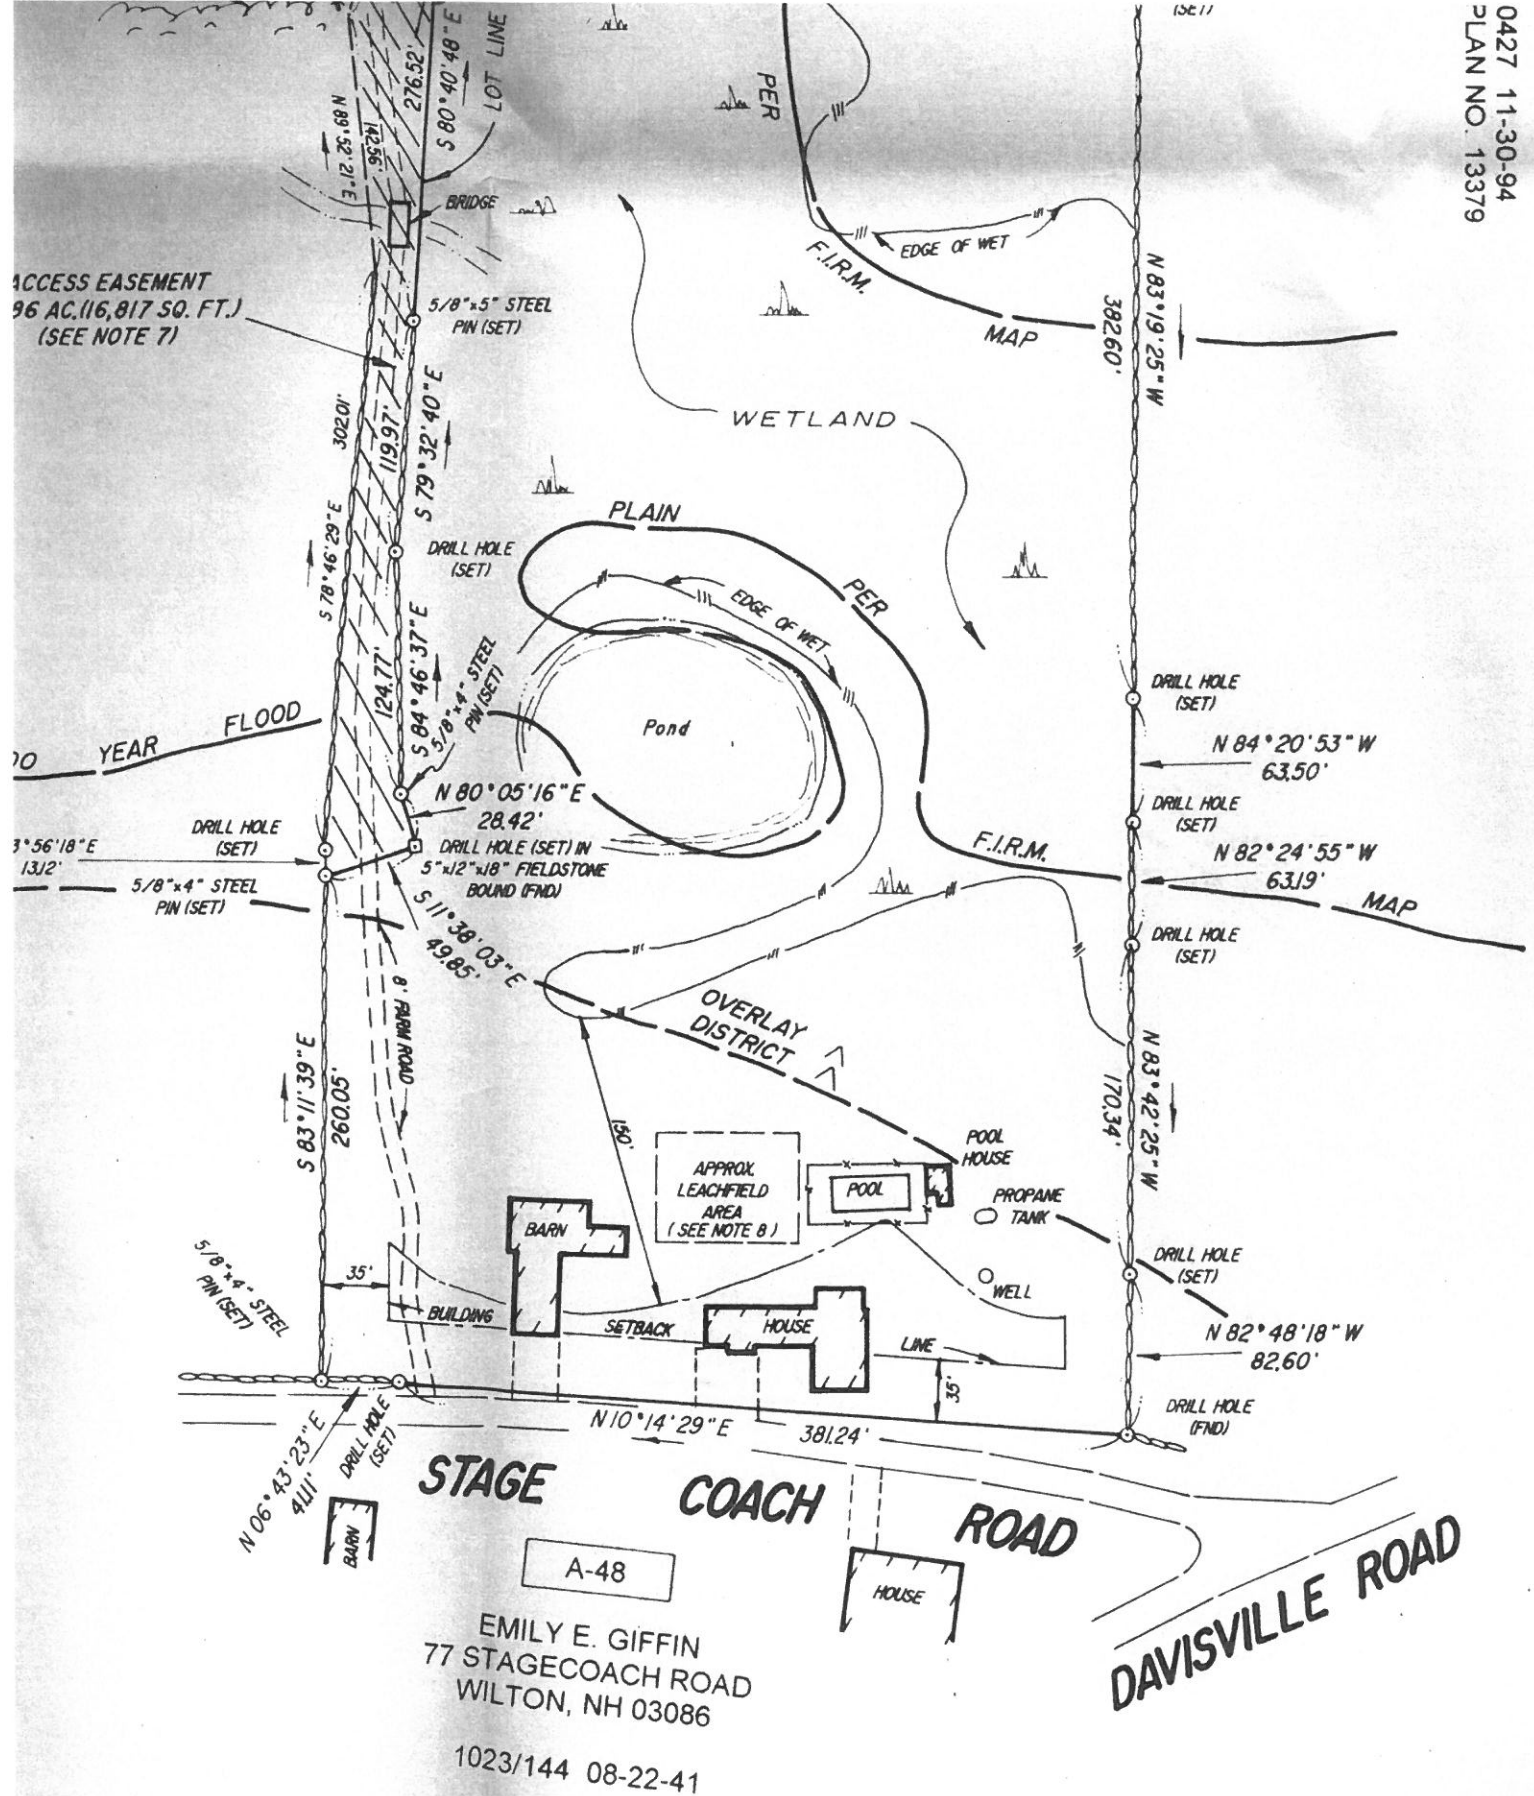 (SET)
0427 11-30-94
PLAN NO. 13379
276.52'
S 80°40'48"E
LOT LINE
142.56'
N 89°52'21"E
BRIDGE
PER
F.I.R.M.
MAP
EDGE OF WET
N 83°19'25"W
382.60'
ACCESS EASEMENT
96 AC.(16,817 SQ. FT.)
(SEE NOTE 7)
5/8"x5" STEEL
PIN (SET)
302.01'
S 78°46'29"E
119.97'
S 79°32'40"E
WETLAND
DRILL HOLE
(SET)
PLAIN
PER
EDGE OF WET
124.77'
S 84°46'37"E
5/8"x4" STEEL
PIN (SET)
Pond
00
YEAR
FLOOD
DRILL HOLE
(SET)
N 84°20'53"W
63.50'
DRILL HOLE
(SET)
N 80°05'16"E
28.42'
DRILL HOLE
(SET)
DRILL HOLE (SET) IN
5"x12"x18" FIELDSTONE
BOUND (FND)
3°56'18"E
13.12'
5/8"x4" STEEL
PIN (SET)
S 11°38'03"E
49.85'
F.I.R.M.
MAP
N 82°24'55"W
63.19'
DRILL HOLE
(SET)
8' FARM ROAD
OVERLAY
DISTRICT
S 83°11'39"E
260.05'
150'
N 83°42'25"W
170.34'
APPROX.
LEACHFIELD
AREA
(SEE NOTE 8)
POOL
POOL
HOUSE
PROPANE
TANK
BARN
5/8"x4" STEEL
PIN (SET)
35'
WELL
DRILL HOLE
(SET)
BUILDING
SETBACK
HOUSE
LINE
35'
N 82°48'18"W
82.60'
DRILL HOLE
(FND)
N 06°43'23"E
41.11'
DRILL HOLE
(SET)
N 10°14'29"E
381.24'
STAGE COACH ROAD
BARN
HOUSE
DAVISVILLE ROAD
A-48
EMILY E. GIFFIN
77 STAGECOACH ROAD
WILTON, NH 03086
1023/144 08-22-41